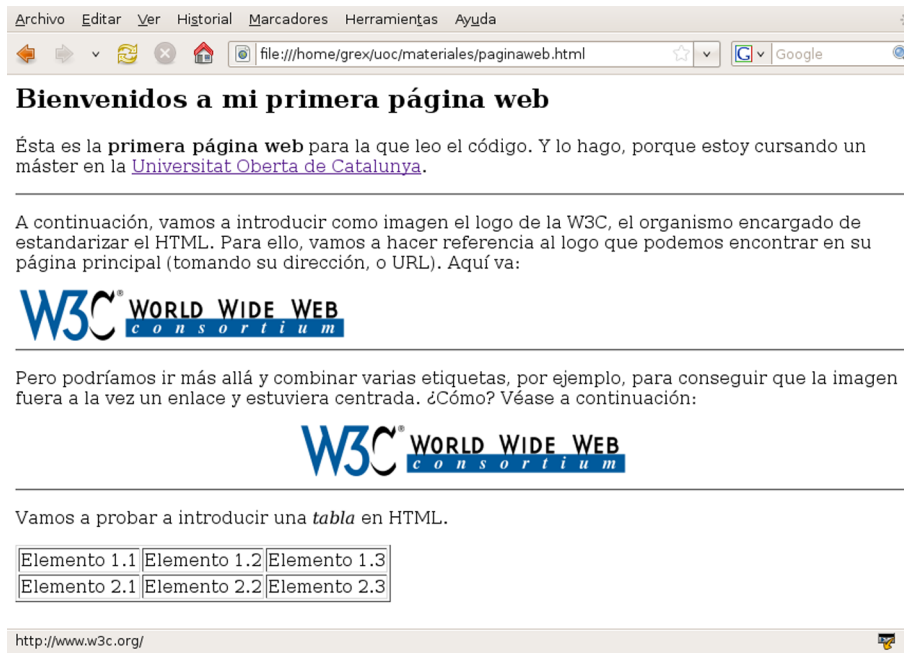 Archivo Editar Ver Historial Marcadores Herramientas Ayuda
file:///home/grex/uoc/materiales/paginaweb.html G Google
Bienvenidos a mi primera página web
Ésta es la primera página web para la que leo el código. Y lo hago, porque estoy cursando un
máster en la Universitat Oberta de Catalunya.
A continuación, vamos a introducir como imagen el logo de la W3C, el organismo encargado de
estandarizar el HTML. Para ello, vamos a hacer referencia al logo que podemos encontrar en su
página principal (tomando su dirección, o URL). Aquí va:
W3C® WORLD WIDE WEB
consortium
Pero podríamos ir más allá y combinar varias etiquetas, por ejemplo, para conseguir que la imagen
fuera a la vez un enlace y estuviera centrada. ¿Cómo? Véase a continuación:
W3C® WORLD WIDE WEB
consortium
Vamos a probar a introducir una tabla en HTML.
Elemento 1.1 Elemento 1.2 Elemento 1.3
Elemento 2.1 Elemento 2.2 Elemento 2.3
http://www.w3c.org/